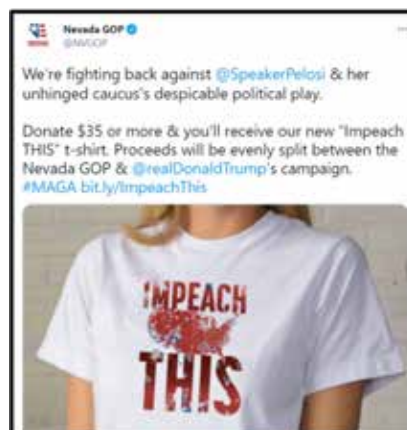 Nevada GOP
@NVGOP
We're fighting back against @SpeakerPelosi & her
unhinged caucus's despicable political play.
Donate $35 or more & you'll receive our new "Impeach
THIS" t-shirt. Proceeds will be evenly split between the
Nevada GOP & @realDonaldTrump's campaign.
#MAGA bit.ly/ImpeachThis
IMPEACH
THIS